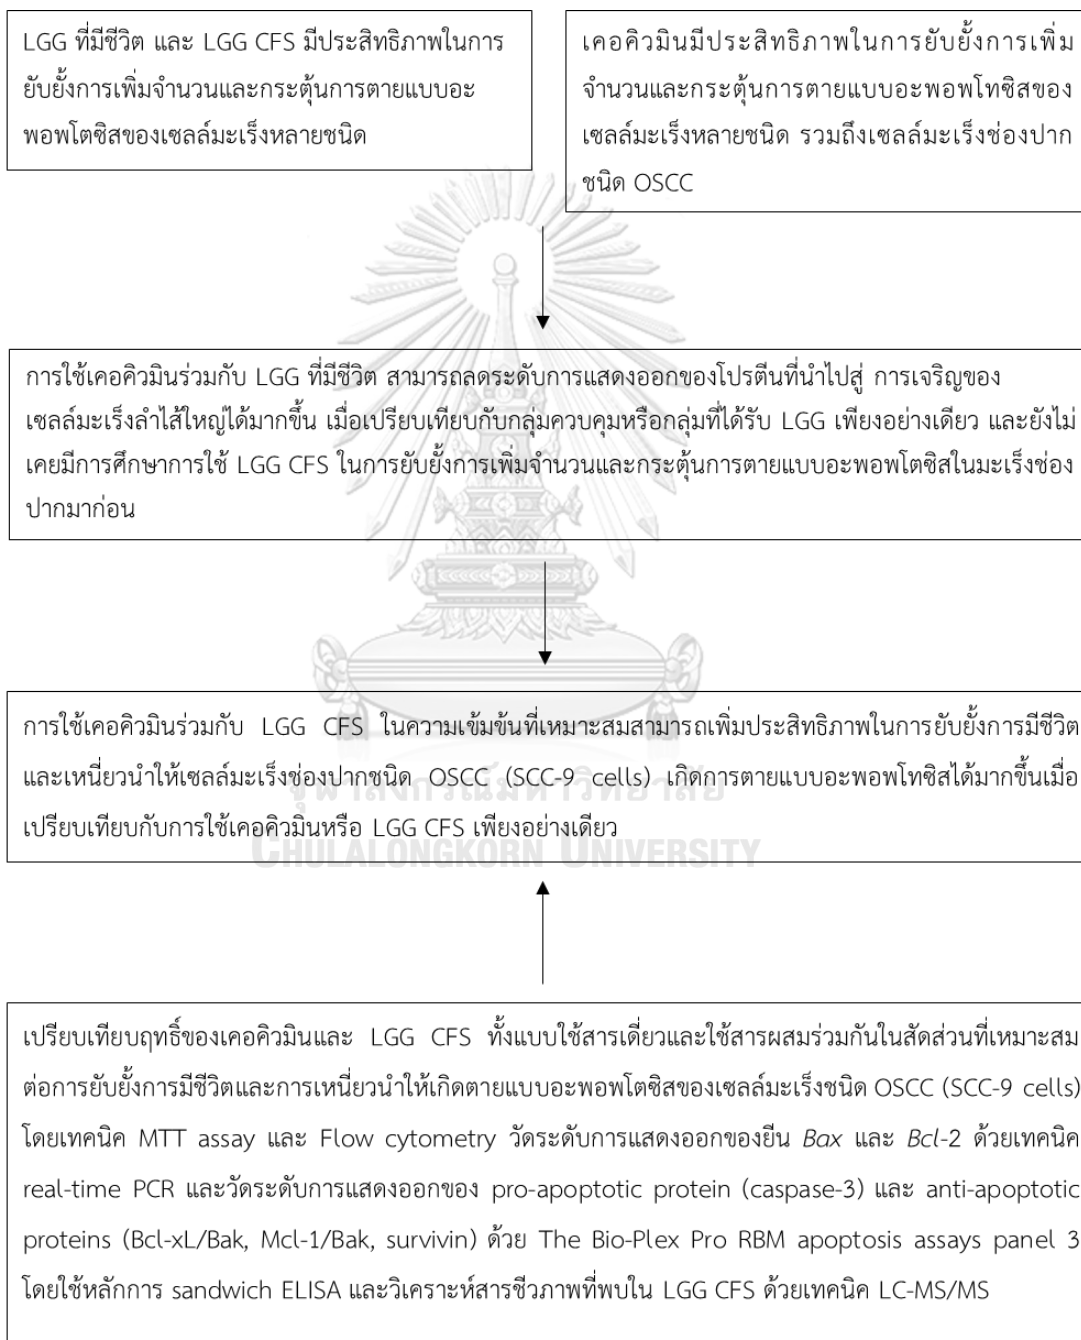 LGG ที่มีชีวิต และ LGG CFS มีประสิทธิภาพในการ
ยับยั้งการเพิ่มจำนวนและกระตุ้นการตายแบบอะ
พอพโตซิสของเซลล์มะเร็งหลายชนิด
เคอคิวมินมีประสิทธิภาพในการยับยั้งการเพิ่ม
จำนวนและกระตุ้นการตายแบบอะพอพโทซิสของ
เซลล์มะเร็งหลายชนิด รวมถึงเซลล์มะเร็งช่องปาก
ชนิด OSCC
การใช้เคอคิวมินร่วมกับ LGG ที่มีชีวิต สามารถลดระดับการแสดงออกของโปรตีนที่นำไปสู่ การเจริญของ
เซลล์มะเร็งลำไส้ใหญ่ได้มากขึ้น เมื่อเปรียบเทียบกับกลุ่มควบคุมหรือกลุ่มที่ได้รับ LGG เพียงอย่างเดียว และยังไม่
เคยมีการศึกษาการใช้ LGG CFS ในการยับยั้งการเพิ่มจำนวนและกระตุ้นการตายแบบอะพอพโตซิสในมะเร็งช่อง
ปากมาก่อน
การใช้เคอคิวมินร่วมกับ LGG CFS ในความเข้มข้นที่เหมาะสมสามารถเพิ่มประสิทธิภาพในการยับยั้งการมีชีวิต
และเหนี่ยวนำให้เซลล์มะเร็งช่องปากชนิด OSCC (SCC-9 cells) เกิดการตายแบบอะพอพโทซิสได้มากขึ้นเมื่อ
จุฬาลงกรณ์มหาวิทยาลัย
เปรียบเทียบกับการใช้เคอคิวมินหรือ LGG CFS เพียงอย่างเดียว
CHULALONGKORN UNIVERSITY
เปรียบเทียบฤทธิ์ของเคอคิวมินและ LGG CFS ทั้งแบบใช้สารเดี่ยวและใช้สารผสมร่วมกันในสัดส่วนที่เหมาะสม
ต่อการยับยั้งการมีชีวิตและการเหนี่ยวนำให้เกิดตายแบบอะพอพโตซิสของเซลล์มะเร็งชนิด OSCC (SCC-9 cells)
โดยเทคนิค MTT assay และ Flow cytometry วัดระดับการแสดงออกของยีน Bax และ Bcl-2 ด้วยเทคนิค
real-time PCR และวัดระดับการแสดงออกของ pro-apoptotic protein (caspase-3) และ anti-apoptotic
proteins (Bcl-xL/Bak, Mcl-1/Bak, survivin) ด้วย The Bio-Plex Pro RBM apoptosis assays panel 3
โดยใช้หลักการ sandwich ELISA และวิเคราะห์สารชีวภาพที่พบใน LGG CFS ด้วยเทคนิค LC-MS/MS